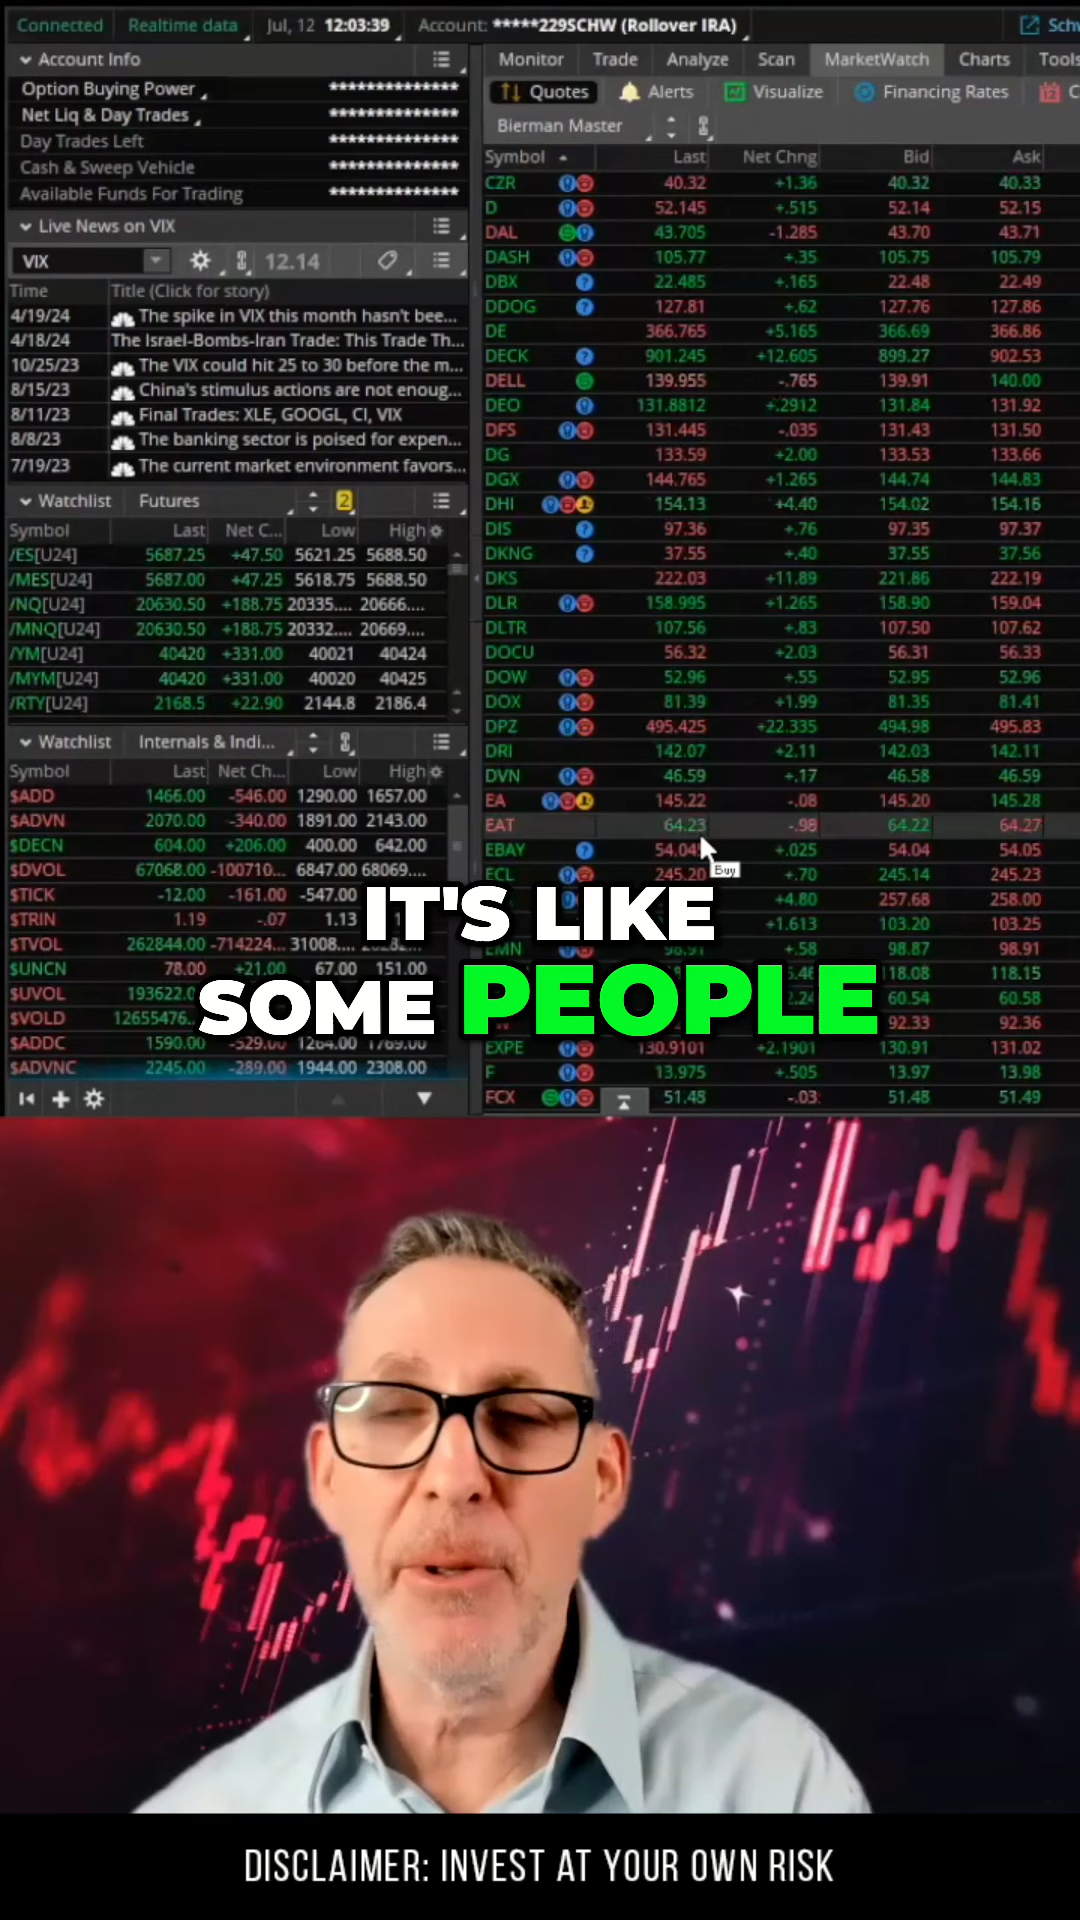 Connected Realtime data Jul, 12 12:03:39 Account: *****229SCHW (Rollover IRA)
Account Info
Option Buying Power **************
Net Liq & Day Trades **************
Day Trades Left **************
Cash & Sweep Vehicle **************
Available Funds For Trading **************
Live News on VIX
VIX 12.14
Time Title (Click for story)
4/19/24 The spike in VIX this month hasn't bee...
4/18/24 The Israel-Bombs-Iran Trade: This Trade Th...
10/25/23 The VIX could hit 25 to 30 before the m...
8/15/23 China's stimulus actions are not enoug...
8/11/23 Final Trades: XLE, GOOGL, CI, VIX
8/8/23 The banking sector is poised for expen...
7/19/23 The current market environment favors...
Watchlist Futures 2
Symbol Last Net C... Low High
/ES[U24] 5687.25 +47.50 5621.25 5688.50
/MES[U24] 5687.00 +47.25 5618.75 5688.50
/NQ[U24] 20630.50 +188.75 20335.... 20666....
/MNQ[U24] 20630.50 +188.75 20332.... 20669....
/YM[U24] 40420 +331.00 40021 40424
/MYM[U24] 40420 +331.00 40020 40425
/RTY[U24] 2168.5 +22.90 2144.8 2186.4
Watchlist Internals & Indi...
Symbol Last Net Ch... Low High
$ADD 1466.00 -546.00 1290.00 1657.00
$ADVN 2070.00 -340.00 1891.00 2143.00
$DECN 604.00 +206.00 400.00 642.00
$DVOL 67068.00 -100710... 6847.00 68069....
$TICK -12.00 -161.00 -547.00
$TRIN 1.19 -.07 1.13
$TVOL 262844.00 -714224... 31008....
$UNCN 78.00 +21.00 67.00 151.00
$UVOL
$VOLD 12655476...
$ADDC 1590.00 -529.00 1264.00 1769.00
$ADVNC 2245.00 -289.00 1944.00 2308.00
Monitor Trade Analyze Scan MarketWatch Charts Tools
Quotes Alerts Visualize Financing Rates
Bierman Master
Symbol Last Net Chng Bid Ask
CZR 40.32 +1.36 40.32 40.33
D 52.145 +.515 52.14 52.15
DAL 43.705 -1.285 43.70 43.71
DASH 105.77 +.35 105.75 105.79
DBX 22.485 +.165 22.48 22.49
DDOG 127.81 +.62 127.76 127.86
DE 366.765 +5.165 366.69 366.86
DECK 901.245 +12.605 899.27 902.53
DELL 139.955 -.765 139.91 140.00
DEO 131.8812 +.2912 131.84 131.92
DFS 131.445 -.035 131.43 131.50
DG 133.59 +2.00 133.53 133.66
DGX 144.765 +1.265 144.74 144.83
DHI 154.13 +4.40 154.02 154.16
DIS 97.36 +.76 97.35 97.37
DKNG 37.55 +.40 37.55 37.56
DKS 222.03 +11.89 221.86 222.19
DLR 158.995 +1.265 158.90 159.04
DLTR 107.56 +.83 107.50 107.62
DOCU 56.32 +2.03 56.31 56.33
DOW 52.96 +.55 52.95 52.96
DOX 81.39 +1.99 81.35 81.41
DPZ 495.425 +22.335 494.98 495.83
DRI 142.07 +2.11 142.03 142.11
DVN 46.59 +.17 46.58 46.59
EA 145.22 -.08 145.20 145.28
EAT 64.23 -.98 64.22 64.27
EBAY +.025 54.04 54.05
Buy
ECL 245.20 +.70 245.14 245.23
+4.80 257.68 258.00
+1.613 103.20 103.25
EMN 98.91 +.58 98.87 98.91
118.08 118.15
60.54 60.58
92.33 92.36
EXPE 130.9101 +2.1901 130.91 131.02
F 13.975 +.505 13.97 13.98
FCX 51.48 -.03 51.48 51.49
IT'S LIKE
SOME PEOPLE
DISCLAIMER: INVEST AT YOUR OWN RISK